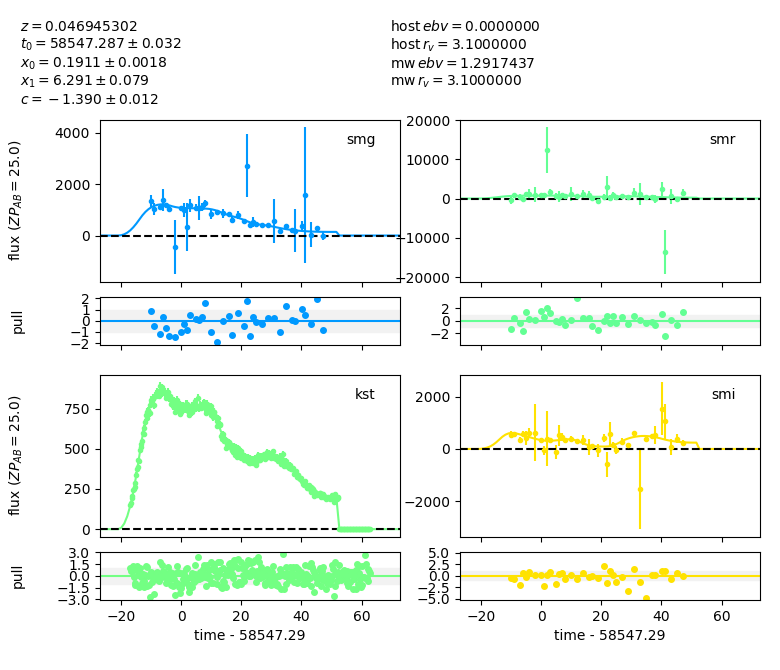 z = 0.046945302
t₀ = 58547.287 ± 0.032
x₀ = 0.1911 ± 0.0018
x₁ = 6.291 ± 0.079
c = −1.390 ± 0.012
host ebv = 0.0000000
host r_v = 3.1000000
mw ebv = 1.2917437
mw r_v = 3.1000000
flux (ZP_AB = 25.0)
4000
2000
0
smg
20000
10000
0
−10000
−20000
smr
pull
2
1
0
−1
−2
2
0
−2
flux (ZP_AB = 25.0)
750
500
250
0
kst
2000
0
−2000
smi
pull
3.0
1.5
0.0
−1.5
−3.0
−20 0 20 40 60
time - 58547.29
5.0
2.5
0.0
−2.5
−5.0
−20 0 20 40 60
time - 58547.29